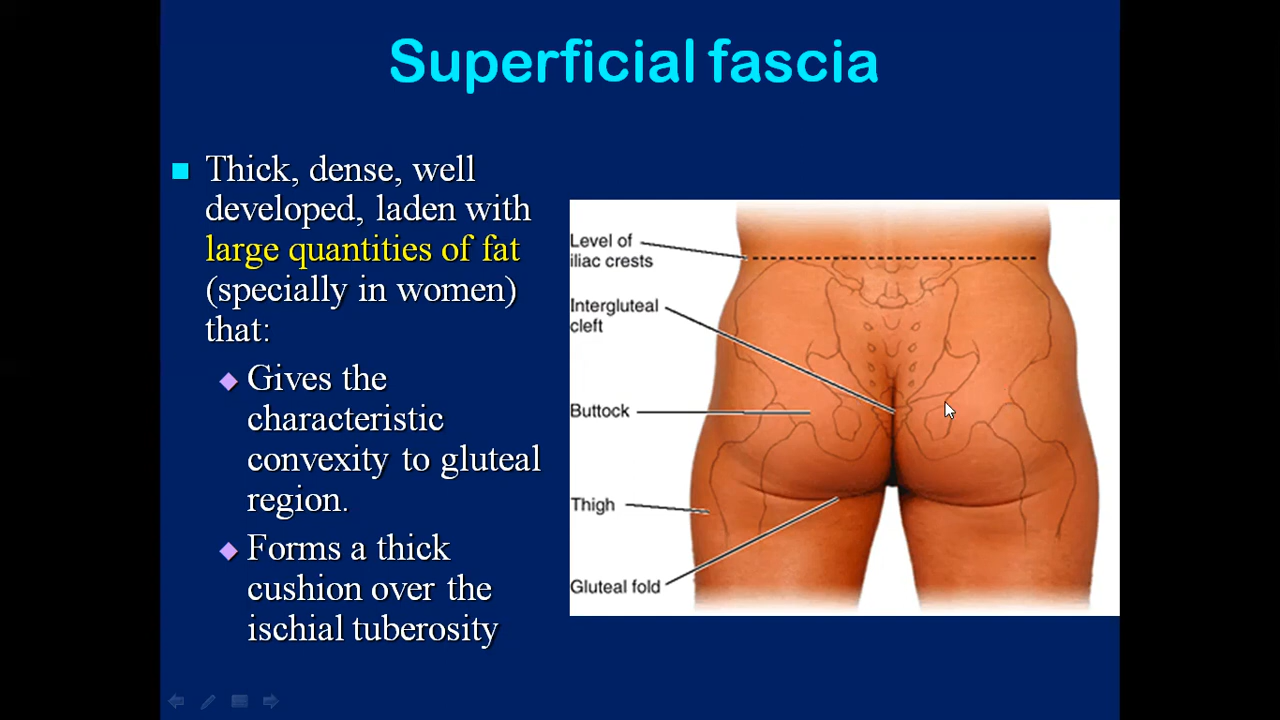 Superficial fascia
Thick, dense, well
developed, laden with
large quantities of fat
(specially in women)
that:
Gives the
characteristic
convexity to gluteal
region.
Forms a thick
cushion over the
ischial tuberosity
Level of
iliac crests
Intergluteal
cleft
Buttock
Thigh
Gluteal fold